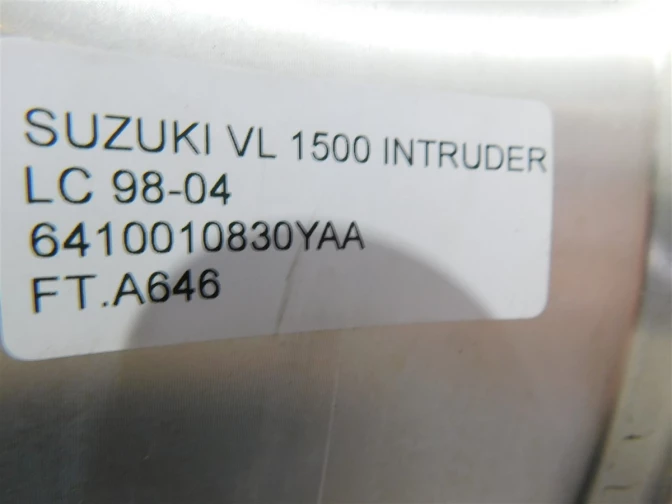 SUZUKI VL 1500 INTRUDER
LC 98-04
6410010830YAA
FT.A646